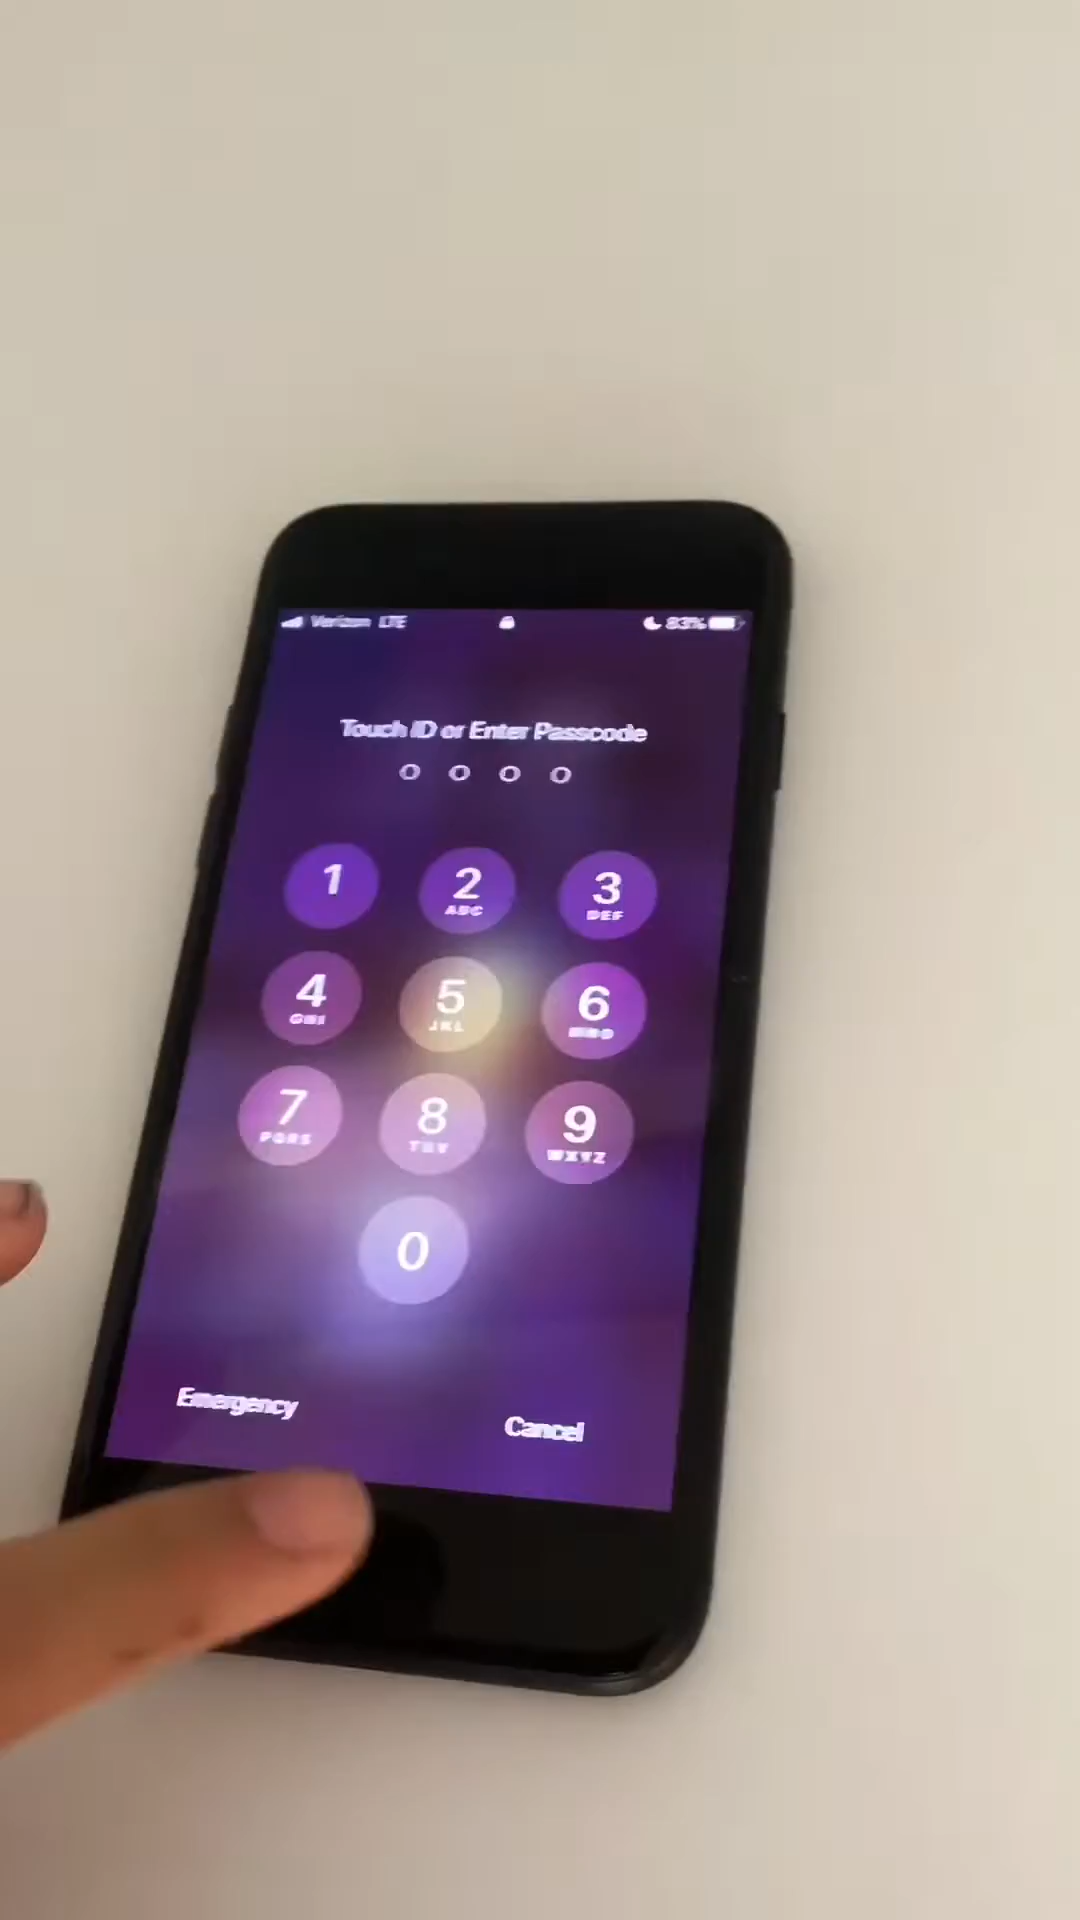 Verizon LTE 83%
Touch ID or Enter Passcode
1 2 3
ABC DEF
4 5 6
GHI JKL MNO
7 8 9
PQRS TUV WXYZ
0
Emergency Cancel